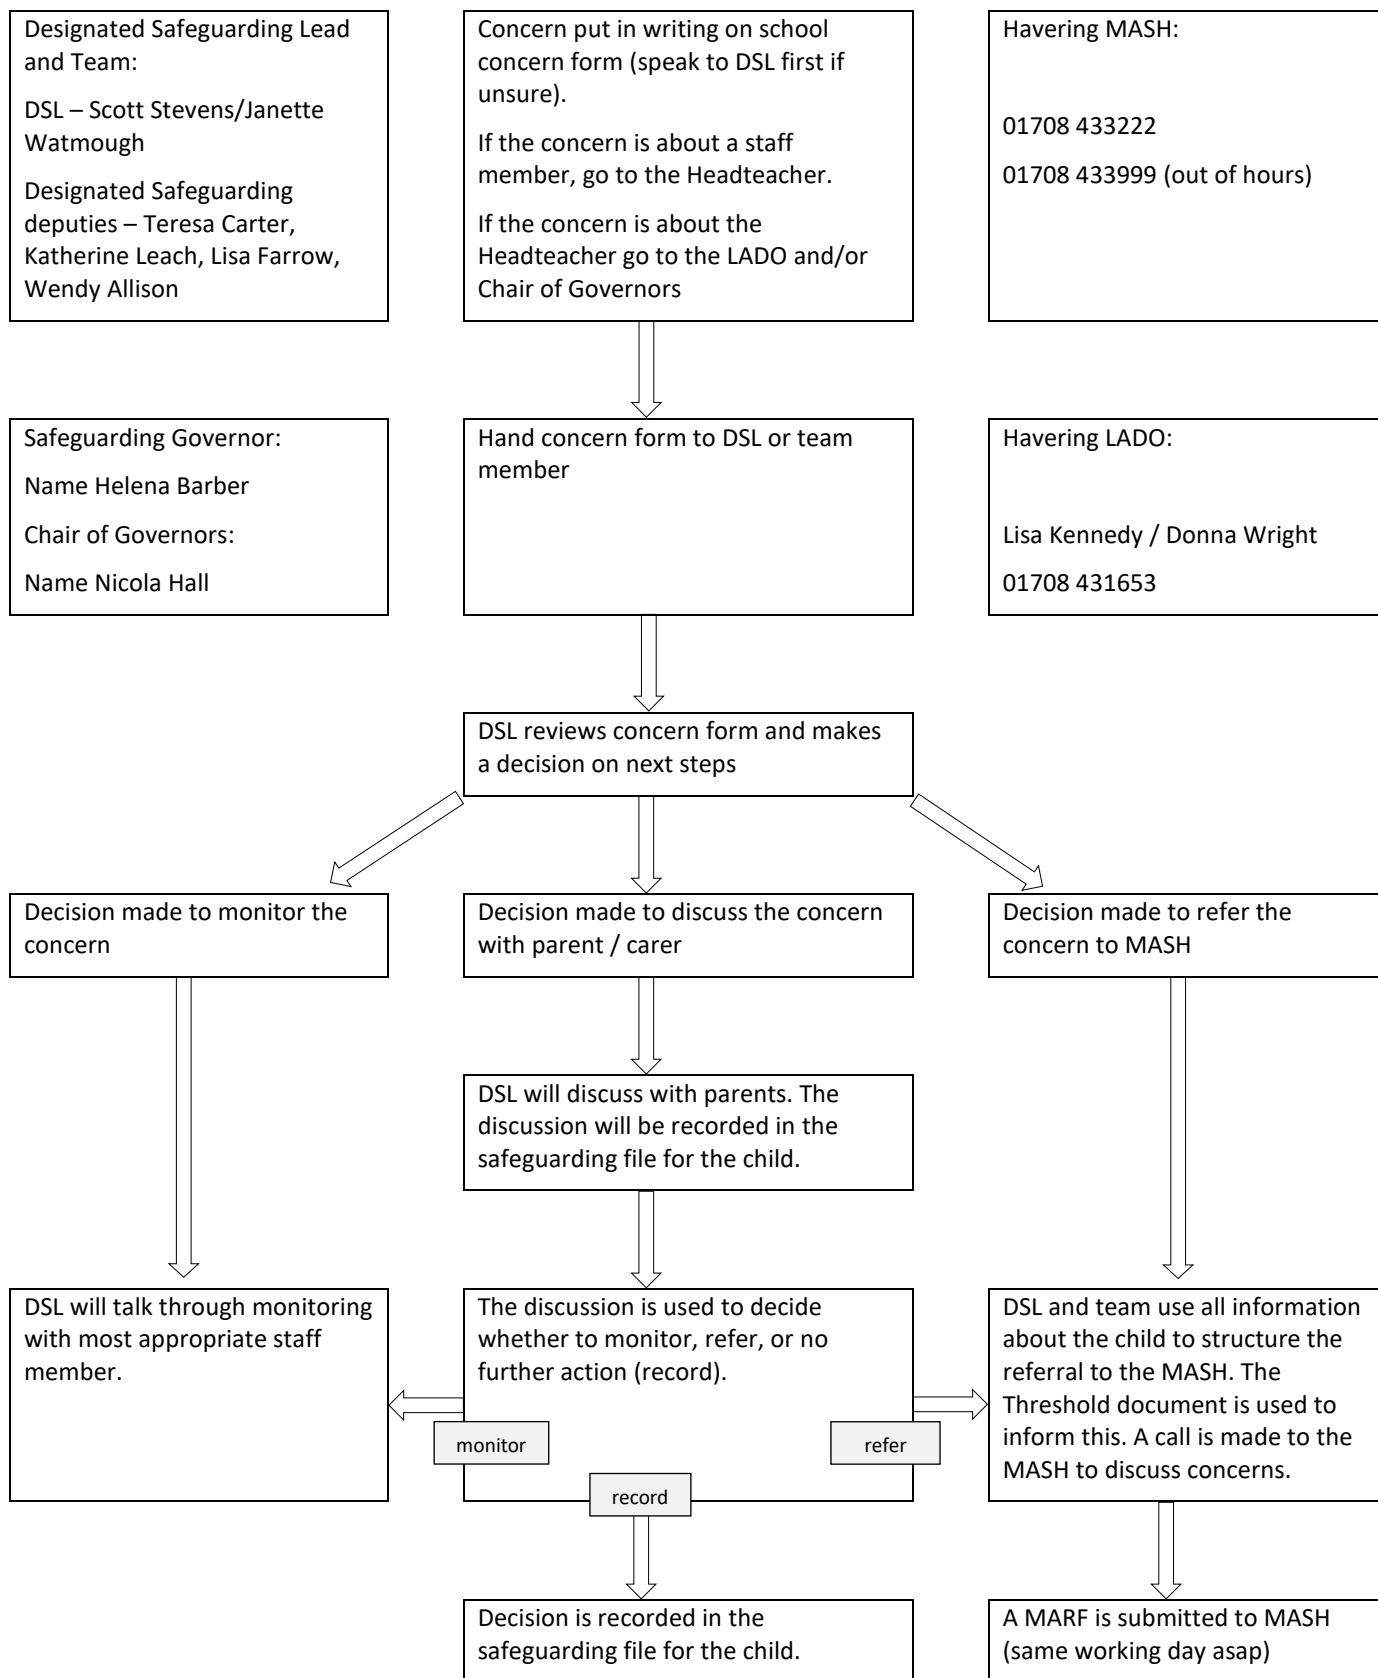 Designated Safeguarding Lead
and Team:
DSL – Scott Stevens/Janette
Watmough
Designated Safeguarding
deputies – Teresa Carter,
Katherine Leach, Lisa Farrow,
Wendy Allison
Concern put in writing on school
concern form (speak to DSL first if
unsure).
If the concern is about a staff
member, go to the Headteacher.
If the concern is about the
Headteacher go to the LADO and/or
Chair of Governors
Havering MASH:
01708 433222
01708 433999 (out of hours)
Safeguarding Governor:
Name Helena Barber
Chair of Governors:
Name Nicola Hall
Hand concern form to DSL or team
member
Havering LADO:
Lisa Kennedy / Donna Wright
01708 431653
DSL reviews concern form and makes
a decision on next steps
Decision made to monitor the
concern
Decision made to discuss the concern
with parent / carer
Decision made to refer the
concern to MASH
DSL will discuss with parents. The
discussion will be recorded in the
safeguarding file for the child.
DSL will talk through monitoring
with most appropriate staff
member.
The discussion is used to decide
whether to monitor, refer, or no
further action (record).
monitor
refer
record
DSL and team use all information
about the child to structure the
referral to the MASH. The
Threshold document is used to
inform this. A call is made to the
MASH to discuss concerns.
Decision is recorded in the
safeguarding file for the child.
A MARF is submitted to MASH
(same working day asap)